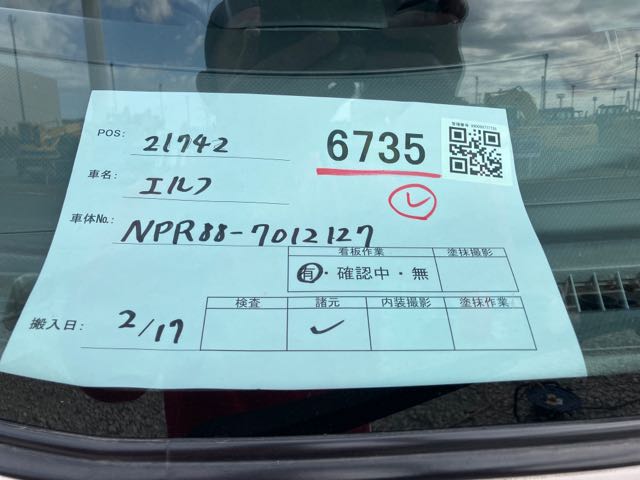 POS: 21742
6735
車名: エルフ
車体No.: NPR88-7012127
看板作業 塗抹撮影
有・確認中・無
検査 諸元 内装撮影 塗抹作業
搬入日: 2/17